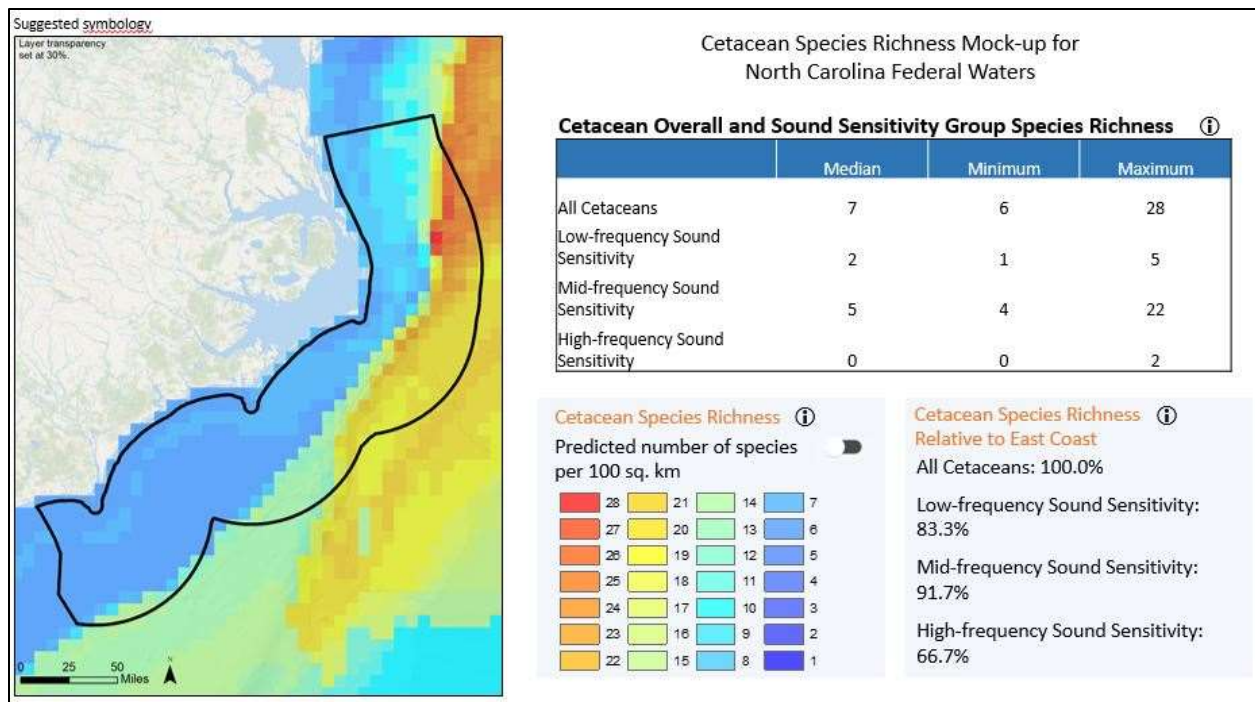 Suggested symbology
Layer transparency
set at 30%.
0 25 50
Miles
N
Cetacean Species Richness Mock-up for
North Carolina Federal Waters
Cetacean Overall and Sound Sensitivity Group Species Richness ⓘ
Median Minimum Maximum
All Cetaceans 7 6 28
Low-frequency Sound
Sensitivity 2 1 5
Mid-frequency Sound
Sensitivity 5 4 22
High-frequency Sound
Sensitivity 0 0 2
Cetacean Species Richness ⓘ
Predicted number of species
per 100 sq. km
28 21 14 7
27 20 13 6
26 19 12 5
25 18 11 4
24 17 10 3
23 16 9 2
22 15 8 1
Cetacean Species Richness ⓘ
Relative to East Coast
All Cetaceans: 100.0%
Low-frequency Sound Sensitivity:
83.3%
Mid-frequency Sound Sensitivity:
91.7%
High-frequency Sound Sensitivity:
66.7%